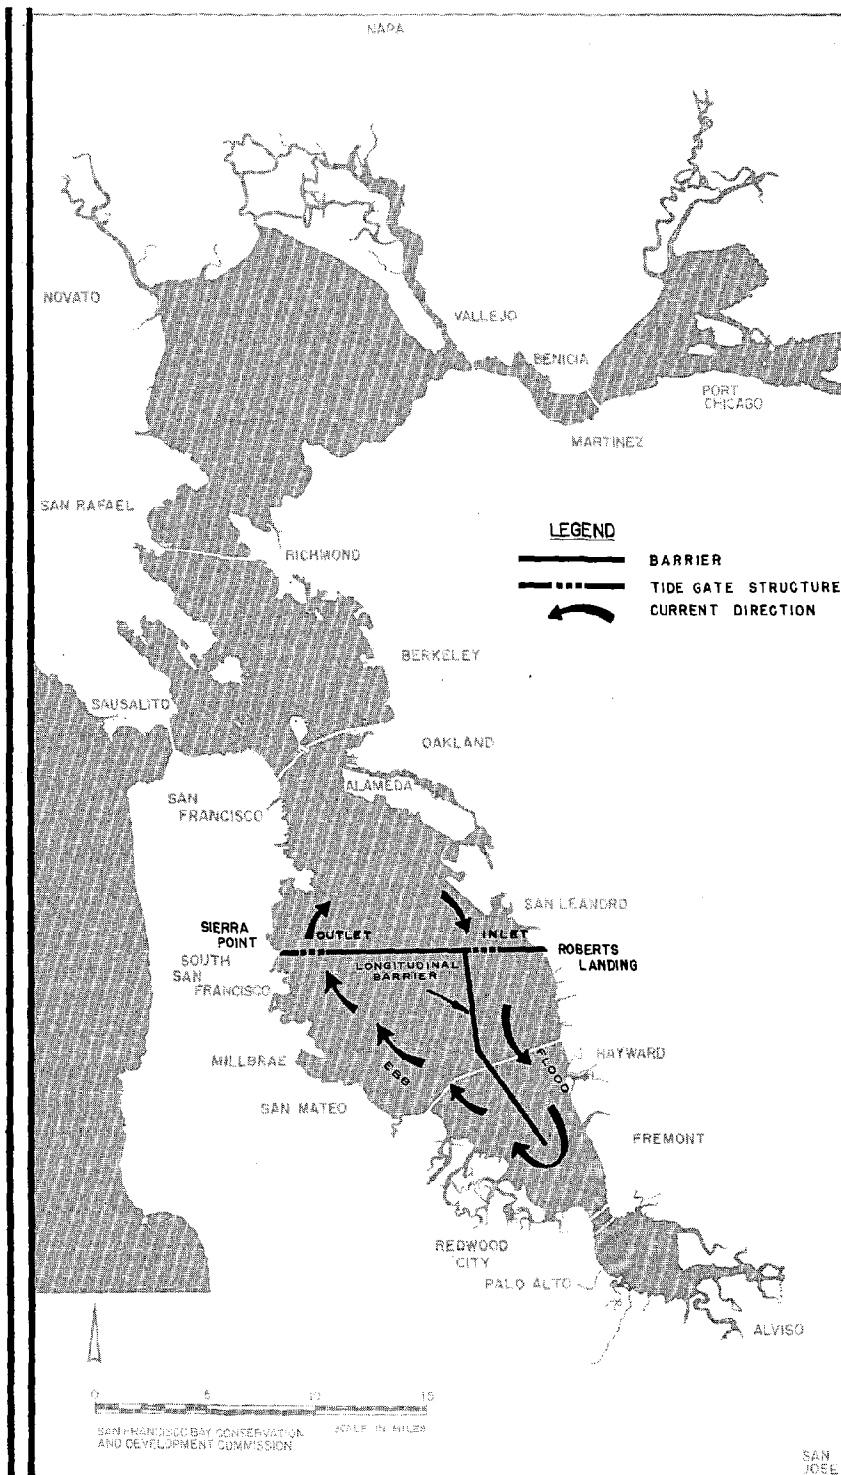 NAPA
NOVATO
VALLEJO
BENICIA
PORT
CHICAGO
MARTINEZ
SAN RAFAEL
LEGEND
RICHMOND
BARRIER
TIDE GATE STRUCTURE
CURRENT DIRECTION
BERKELEY
SAUSALITO
OAKLAND
ALAMEDA
SAN
FRANCISCO
SAN LEANDRO
SIERRA
POINT
OUTLET
INLET
ROBERTS
LANDING
SOUTH
SAN
FRANCISCO
LONGITUDINAL
BARRIER
MILLBRAE
HAYWARD
EBB
FLOOD
SAN MATEO
FREMONT
REDWOOD
CITY
PALO ALTO
ALVISO
0 5 10 15
SCALE IN MILES
SAN FRANCISCO BAY CONSERVATION
AND DEVELOPMENT COMMISSION
SAN
JOSE